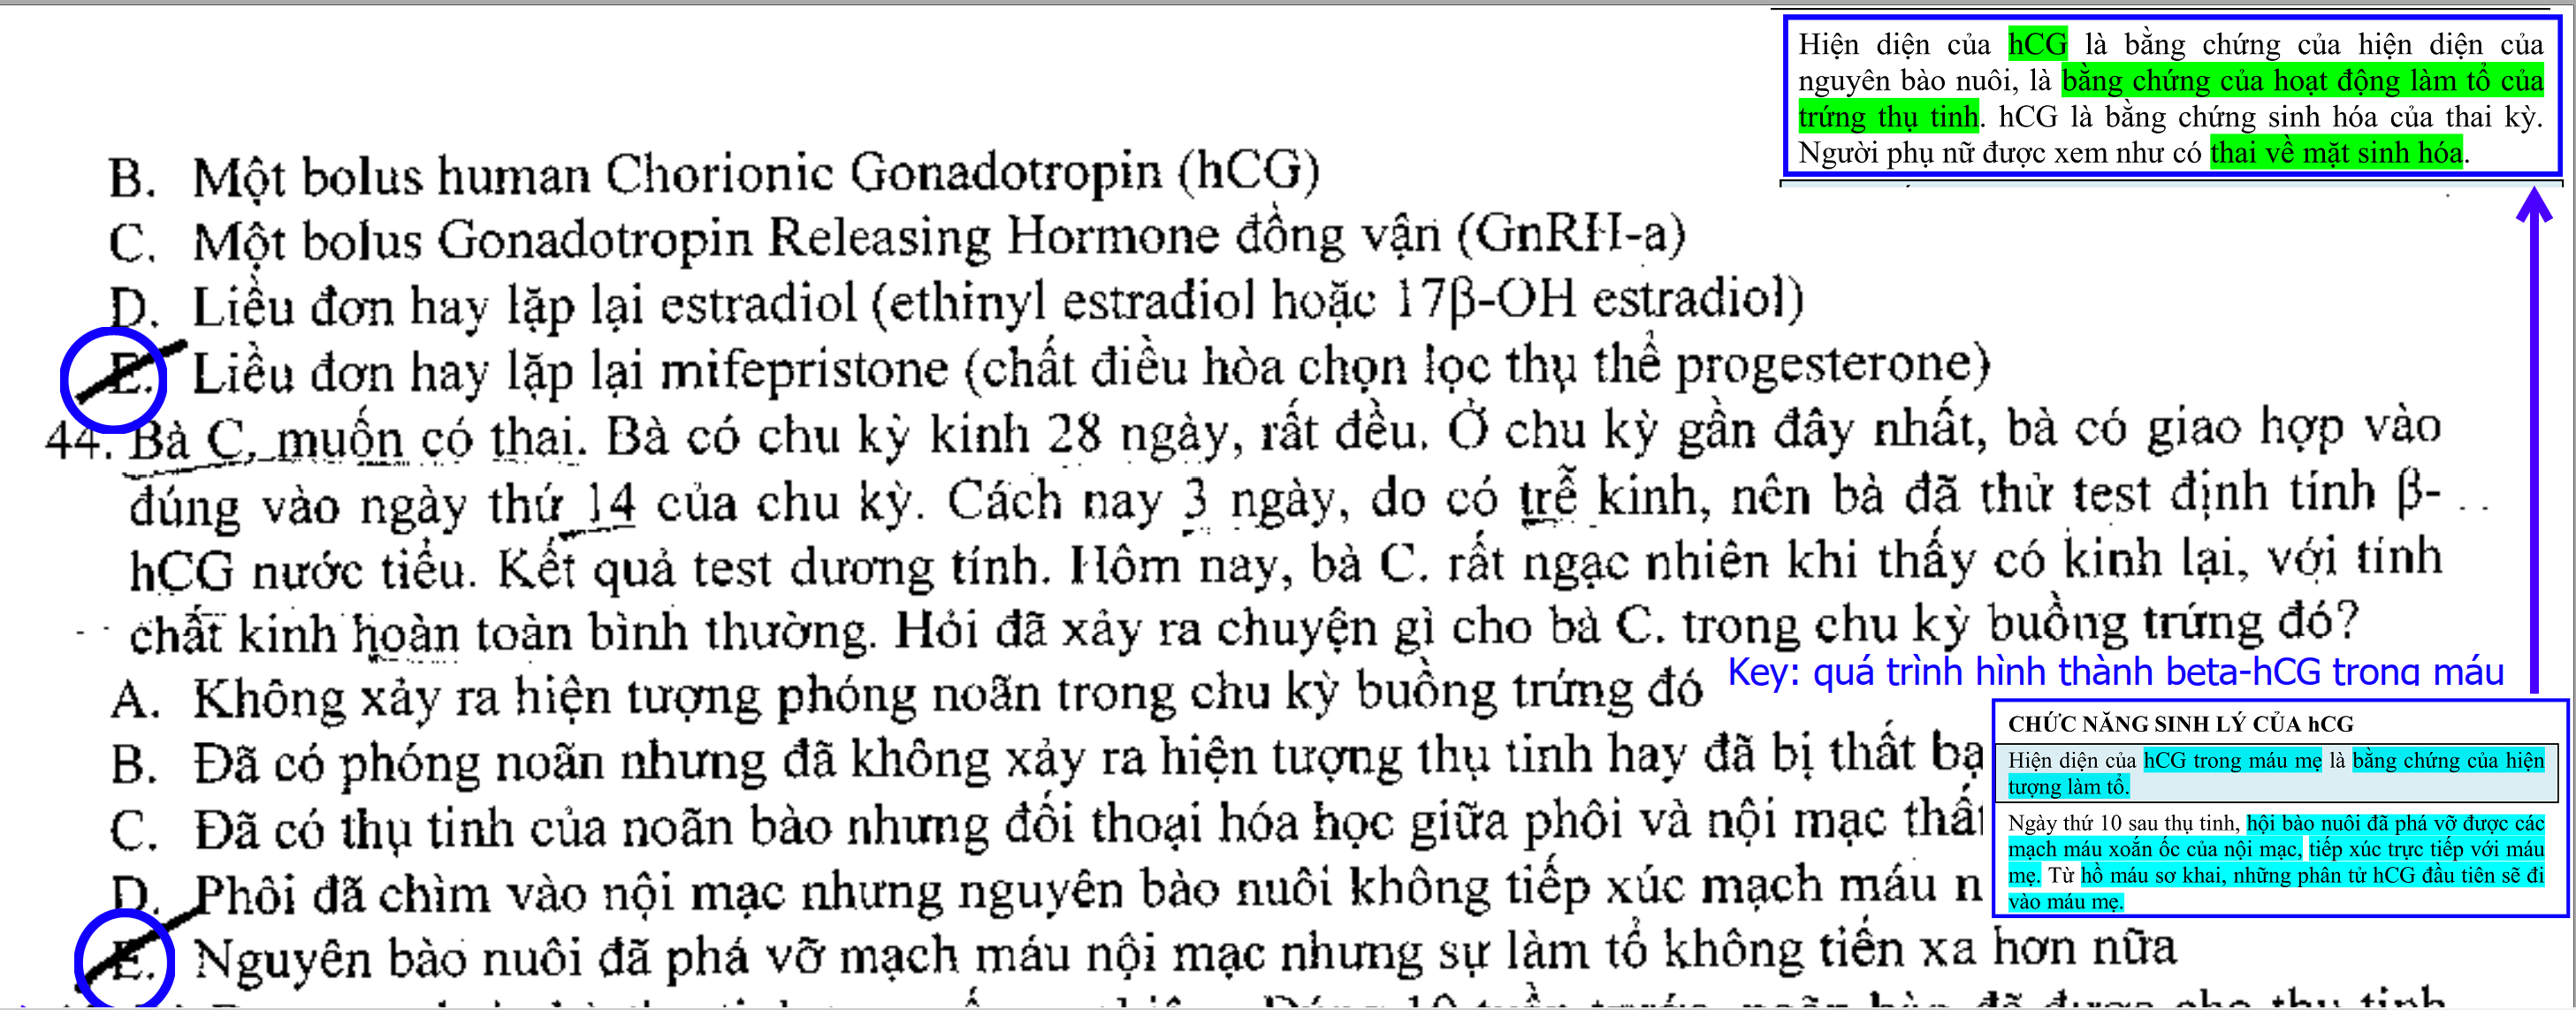 Hiện diện của hCG là bằng chứng của hiện diện của
nguyên bào nuôi, là bằng chứng của hoạt động làm tổ của
trứng thụ tinh. hCG là bằng chứng sinh hóa của thai kỳ.
Người phụ nữ được xem như có thai về mặt sinh hóa.
B. Một bolus human Chorionic Gonadotropin (hCG)
C. Một bolus Gonadotropin Releasing Hormone đồng vận (GnRH-a)
D. Liều đơn hay lặp lại estradiol (ethinyl estradiol hoặc 17β-OH estradiol)
E. Liều đơn hay lặp lại mifepristone (chất điều hòa chọn lọc thụ thể progesterone)
44. Bà C. muốn có thai. Bà có chu kỳ kinh 28 ngày, rất đều. Ở chu kỳ gần đây nhất, bà có giao hợp vào
đúng vào ngày thứ 14 của chu kỳ. Cách nay 3 ngày, do có trễ kinh, nên bà đã thử test định tính β-
hCG nước tiểu. Kết quả test dương tính. Hôm nay, bà C. rất ngạc nhiên khi thấy có kinh lại, với tính
chất kinh hoàn toàn bình thường. Hỏi đã xảy ra chuyện gì cho bà C. trong chu kỳ buồng trứng đó?
Key: quá trình hình thành beta-hCG trong máu
A. Không xảy ra hiện tượng phóng noãn trong chu kỳ buồng trứng đó
B. Đã có phóng noãn nhưng đã không xảy ra hiện tượng thụ tinh hay đã bị thất bạ
C. Đã có thụ tinh của noãn bào nhưng đối thoại hóa học giữa phôi và nội mạc thất
D. Phôi đã chìm vào nội mạc nhưng nguyên bào nuôi không tiếp xúc mạch máu n
E. Nguyên bào nuôi đã phá vỡ mạch máu nội mạc nhưng sự làm tổ không tiến xa hơn nữa
CHỨC NĂNG SINH LÝ CỦA hCG
Hiện diện của hCG trong máu mẹ là bằng chứng của hiện
tượng làm tổ.
Ngày thứ 10 sau thụ tinh, hội bào nuôi đã phá vỡ được các
mạch máu xoắn ốc của nội mạc, tiếp xúc trực tiếp với máu
mẹ. Từ hồ máu sơ khai, những phân tử hCG đầu tiên sẽ đi
vào máu mẹ.